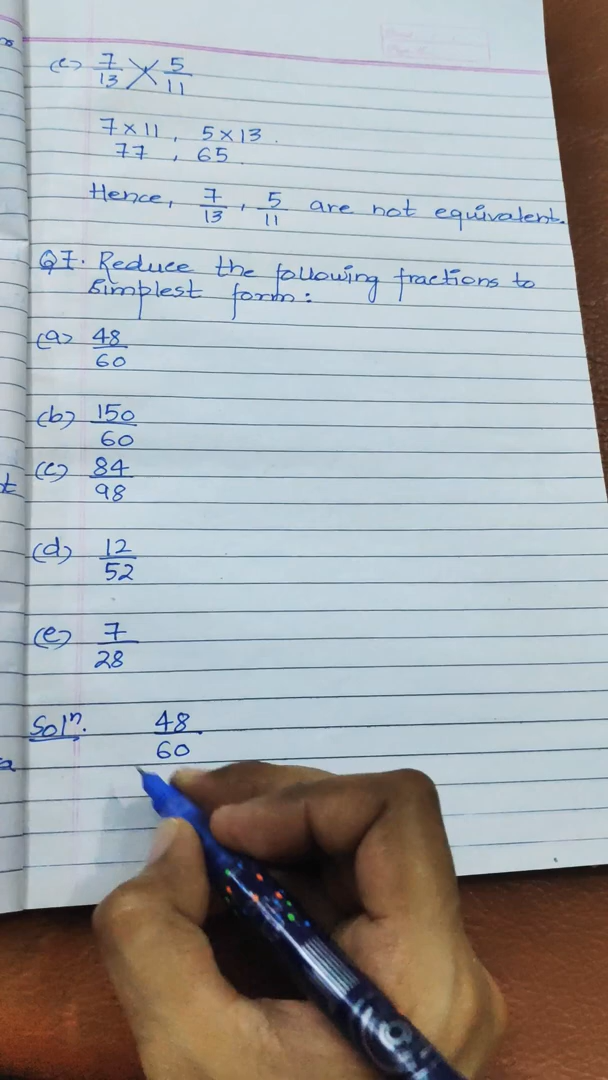 (e) 7/13 × 5/11
7 × 11 , 5 × 13.
77 , 65.
Hence, 7/13 , 5/11 are not equivalent.
Q7. Reduce the following fractions to
simplest form:
(a) 48/60
(b) 150/60
(c) 84/98
(d) 12/52
(e) 7/28
Solⁿ. 48/60